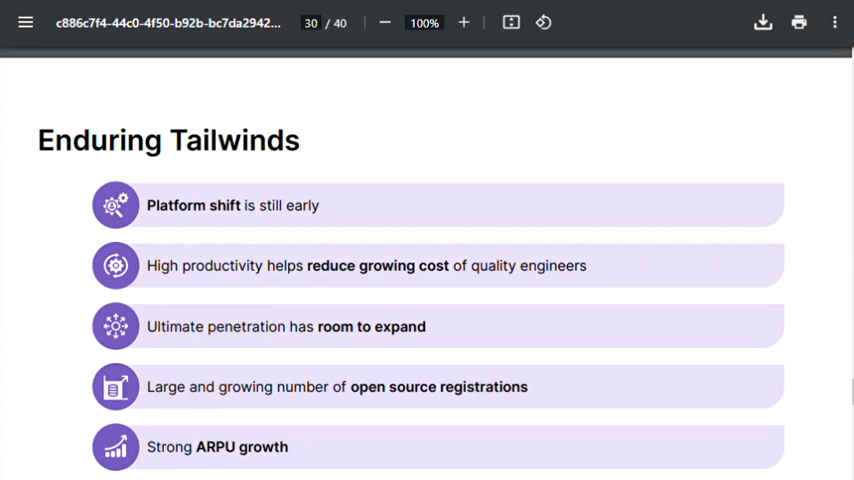 c886c7f4-44c0-4f50-b92b-bc7da2942... 30 / 40 100%
Enduring Tailwinds
Platform shift is still early
High productivity helps reduce growing cost of quality engineers
Ultimate penetration has room to expand
Large and growing number of open source registrations
Strong ARPU growth